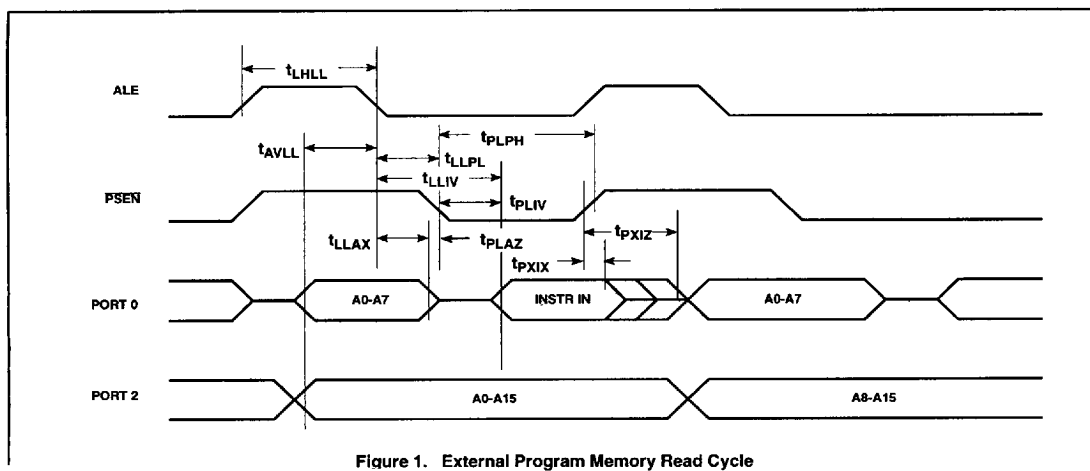 ALE
tLHLL
tPLPH
tAVLL
tLLPL
tLLIV
PSEN
tPLIV
tLLAX
tPLAZ
tPXIZ
tPXIX
PORT 0
A0-A7
INSTR IN
A0-A7
PORT 2
A0-A15
A8-A15
Figure 1. External Program Memory Read Cycle